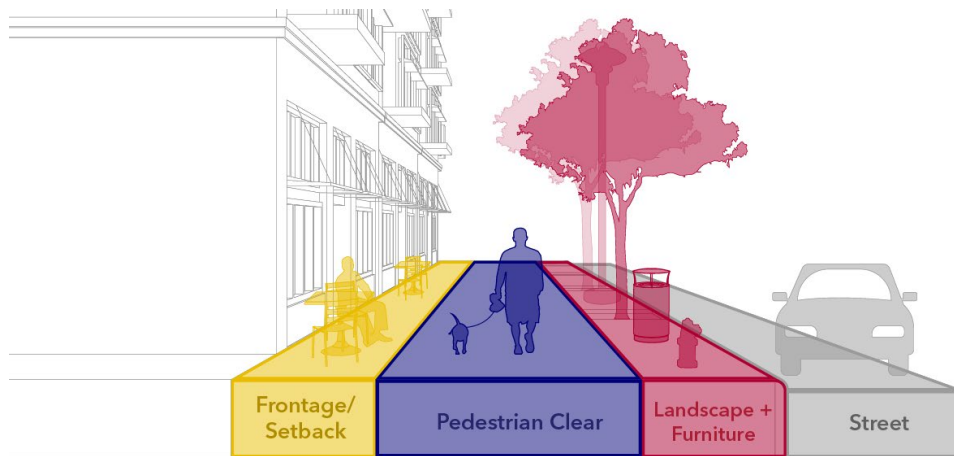 Frontage/
Setback
Pedestrian Clear
Landscape +
Furniture
Street